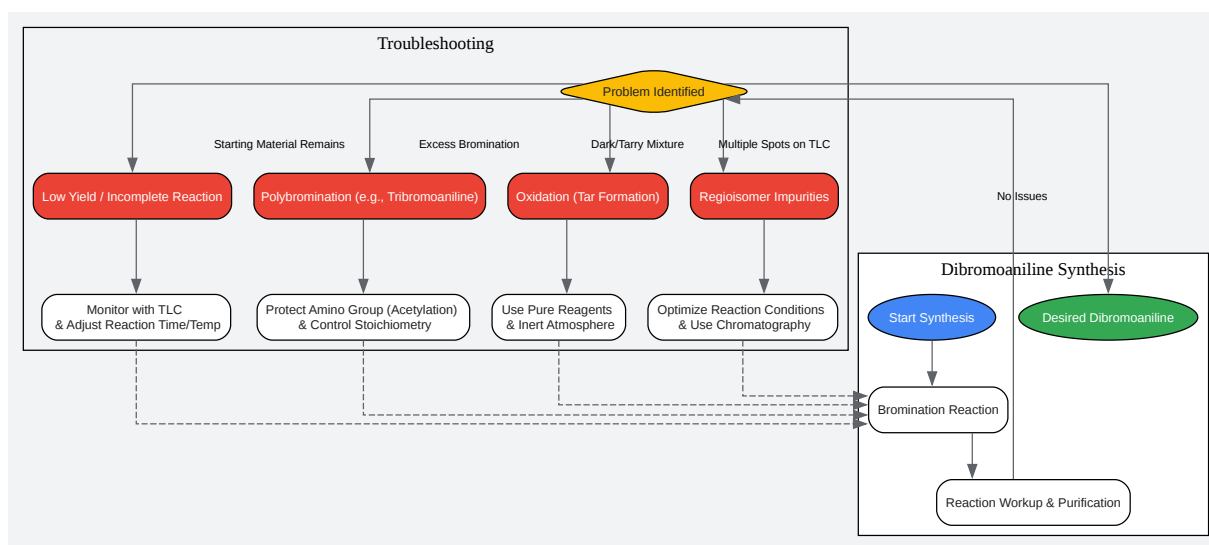 Troubleshooting
Problem Identified
Starting Material Remains
Excess Bromination
Dark/Tarry Mixture
Multiple Spots on TLC
Low Yield / Incomplete Reaction
Polybromination (e.g., Tribromoaniline)
Oxidation (Tar Formation)
Regioisomer Impurities
No Issues
Monitor with TLC
& Adjust Reaction Time/Temp
Protect Amino Group (Acetylation)
& Control Stoichiometry
Use Pure Reagents
& Inert Atmosphere
Optimize Reaction Conditions
& Use Chromatography
Dibromoaniline Synthesis
Start Synthesis
Desired Dibromoaniline
Bromination Reaction
Reaction Workup & Purification